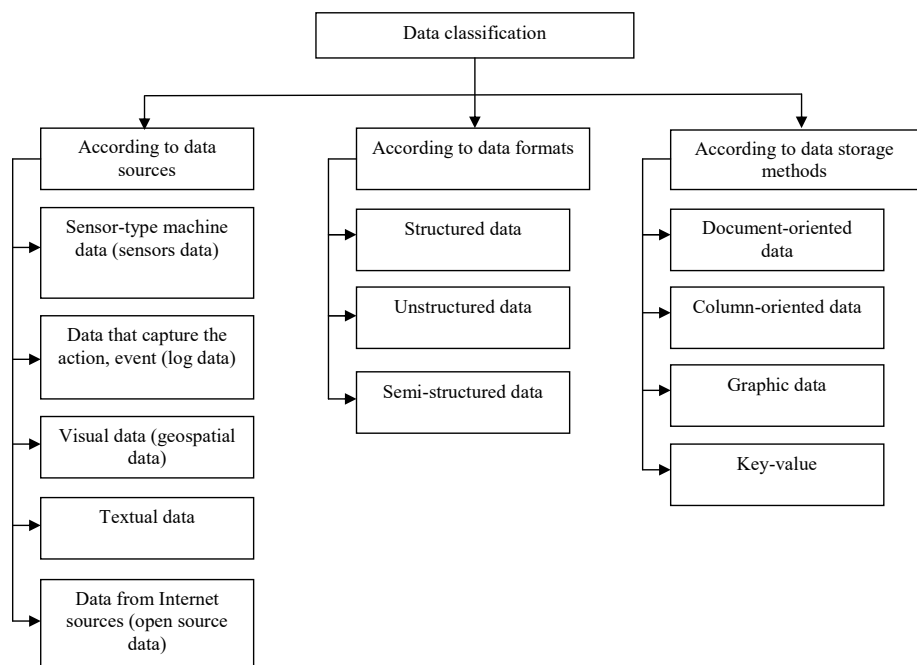 Data classification
According to data
sources
Sensor-type machine
data (sensors data)
Data that capture the
action, event (log data)
Visual data (geospatial
data)
Textual data
Data from Internet
sources (open source
data)
According to data formats
Structured data
Unstructured data
Semi-structured data
According to data storage
methods
Document-oriented
data
Column-oriented data
Graphic data
Key-value